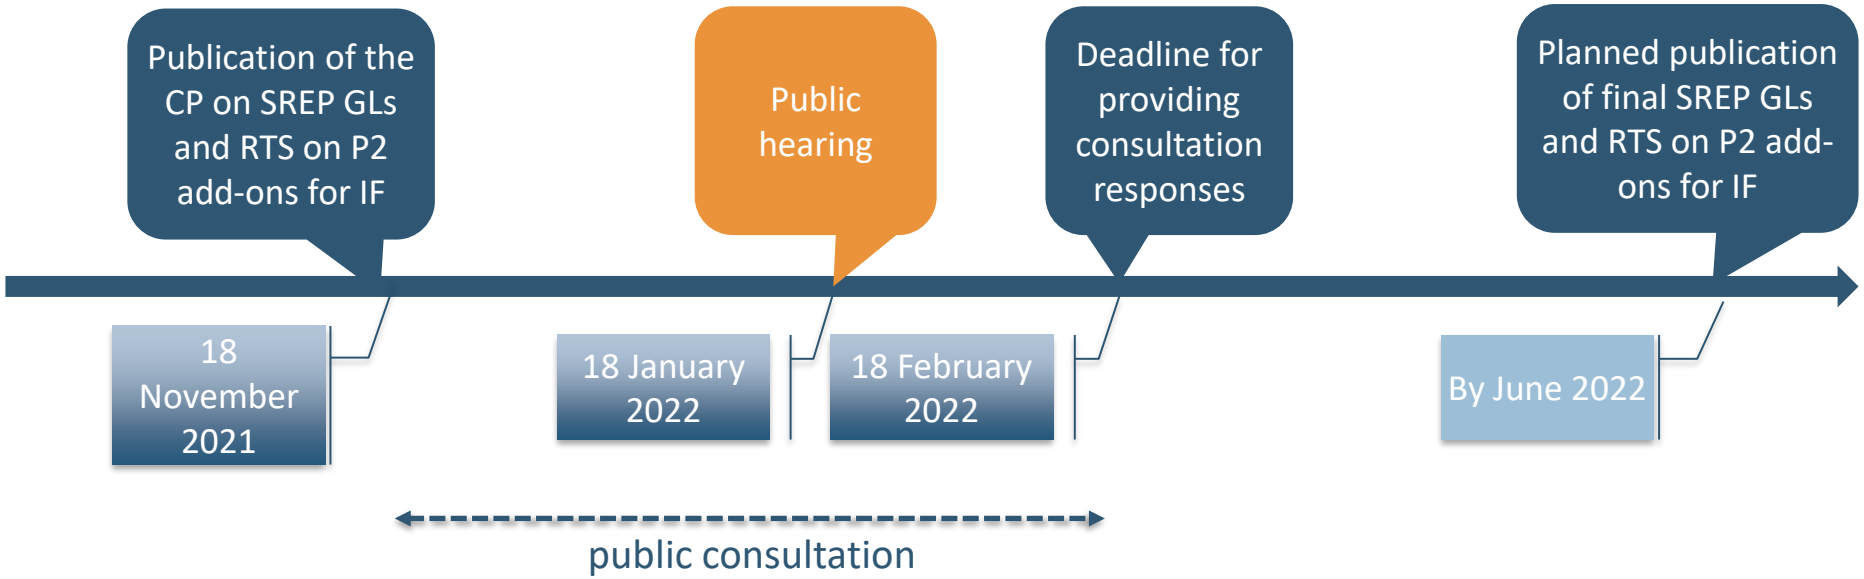 Publication of the
CP on SREP GLs
and RTS on P2
add-ons for IF
Public
hearing
Deadline for
providing
consultation
responses
Planned publication
of final SREP GLs
and RTS on P2 add-
ons for IF
18
November
2021
18 January
2022
18 February
2022
By June 2022
public consultation